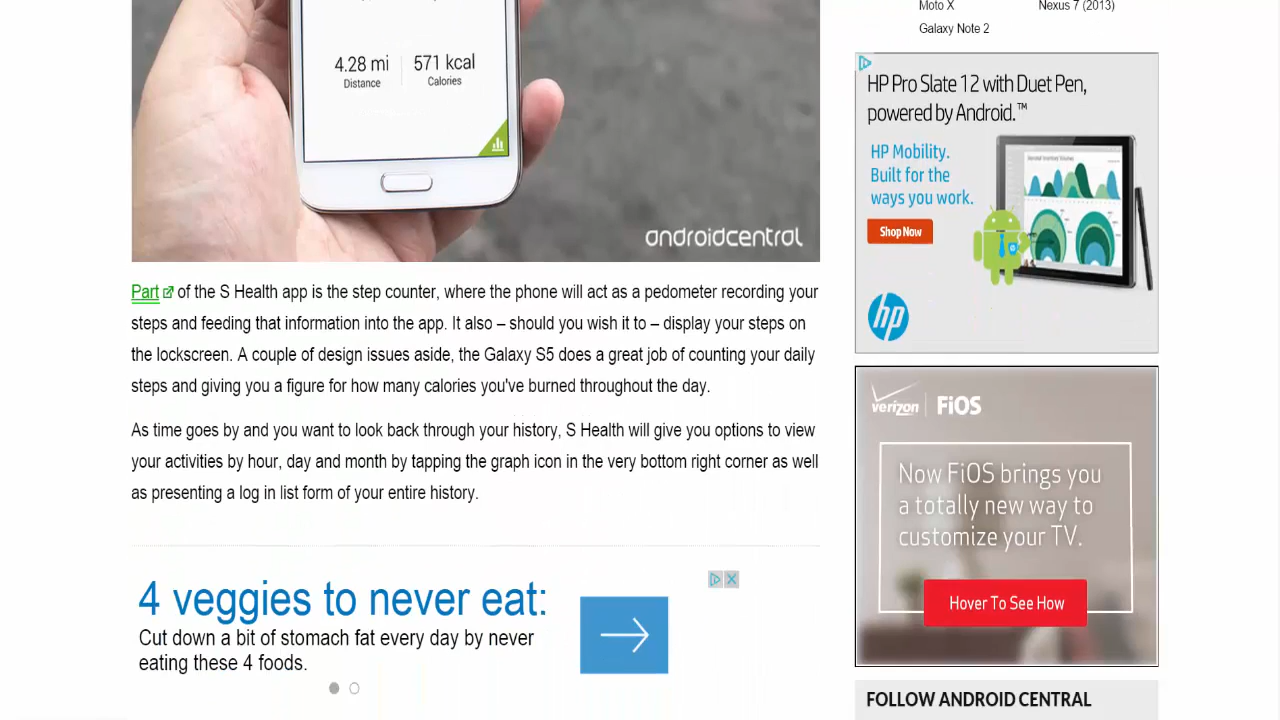 Moto X
Nexus 7 (2013)
Galaxy Note 2
4.28 mi
571 kcal
Distance
Calories
androidcentral
HP Pro Slate 12 with Duet Pen,
powered by Android.™
HP Mobility.
Built for the
ways you work.
Shop Now
hp
Part of the S Health app is the step counter, where the phone will act as a pedometer recording your
steps and feeding that information into the app. It also – should you wish it to – display your steps on
the lockscreen. A couple of design issues aside, the Galaxy S5 does a great job of counting your daily
steps and giving you a figure for how many calories you've burned throughout the day.
As time goes by and you want to look back through your history, S Health will give you options to view
your activities by hour, day and month by tapping the graph icon in the very bottom right corner as well
as presenting a log in list form of your entire history.
verizon FiOS
Now FiOS brings you
a totally new way to
customize your TV.
Hover To See How
4 veggies to never eat:
Cut down a bit of stomach fat every day by never
eating these 4 foods.
FOLLOW ANDROID CENTRAL